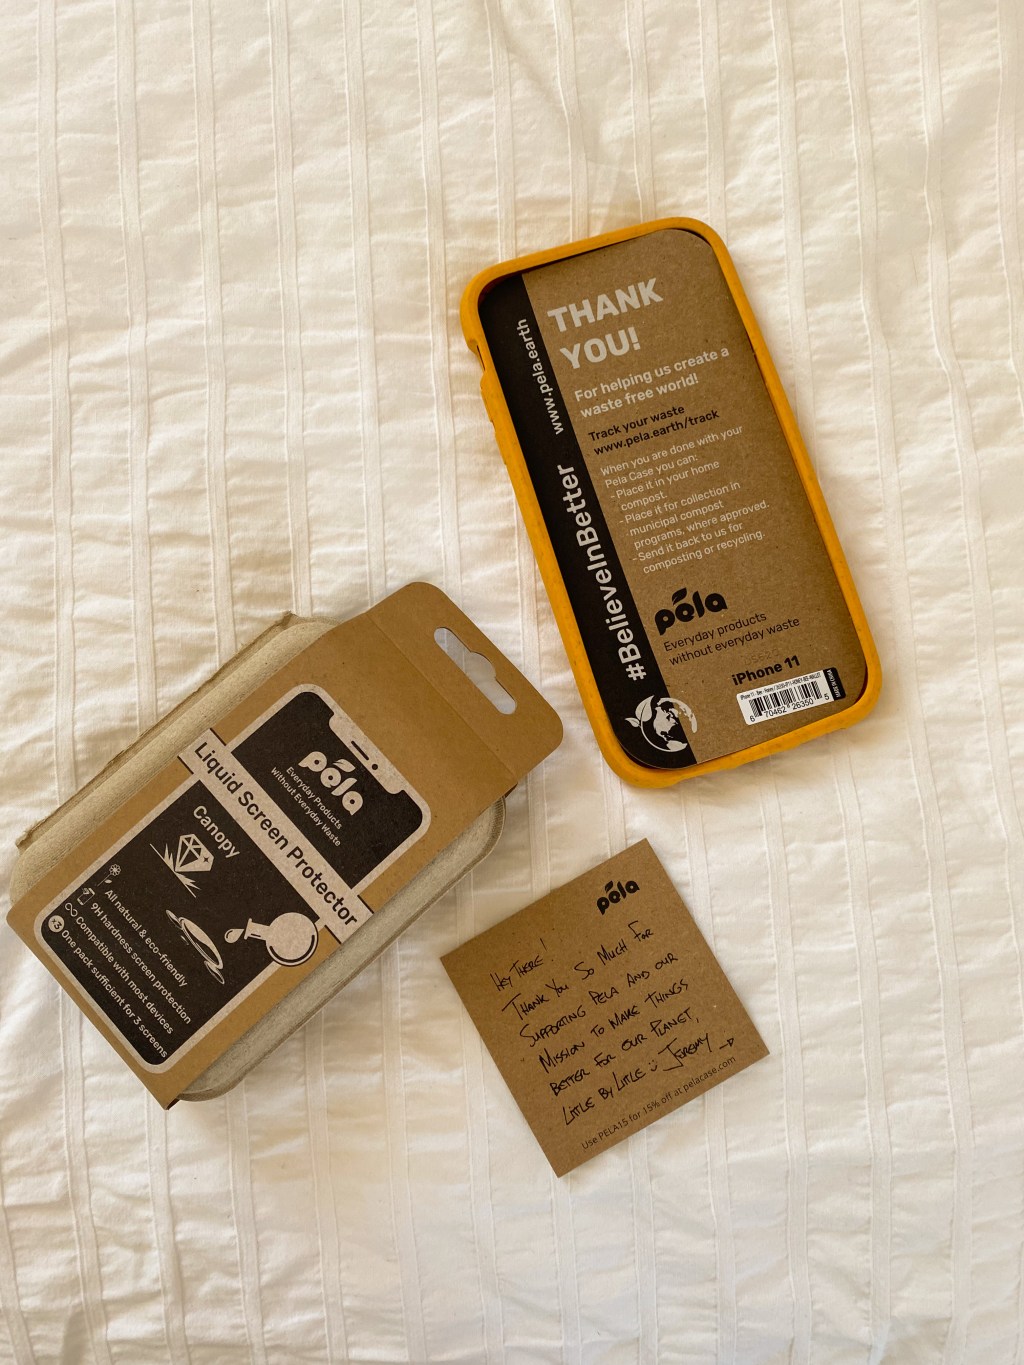 THANK
YOU!
For helping us create a
waste free world!
Track your waste
www.pela.earth/track
When you are done with your
Pela Case you can:
- Place it in your home
compost.
- Place it for collection in
municipal compost
programs, where approved.
- Send it back to us for
composting or recycling.
pela
Everyday products
without everyday waste
iPhone 11
6 70462 26350 5
#BelieveInBetter
www.pela.earth
pela
Everyday Products
Without Everyday Waste
Liquid Screen Protector
Canopy
All natural & eco-friendly
9H hardness screen protection
Compatible with most devices
x3 One pack sufficient for 3 screens
pela
Hey There!
Thank You So Much For
Supporting Pela And Our
Mission To Make Things
Better For Our Planet,
Little By Little Jeremy
Use PELA15 for 15% off at pelacase.com